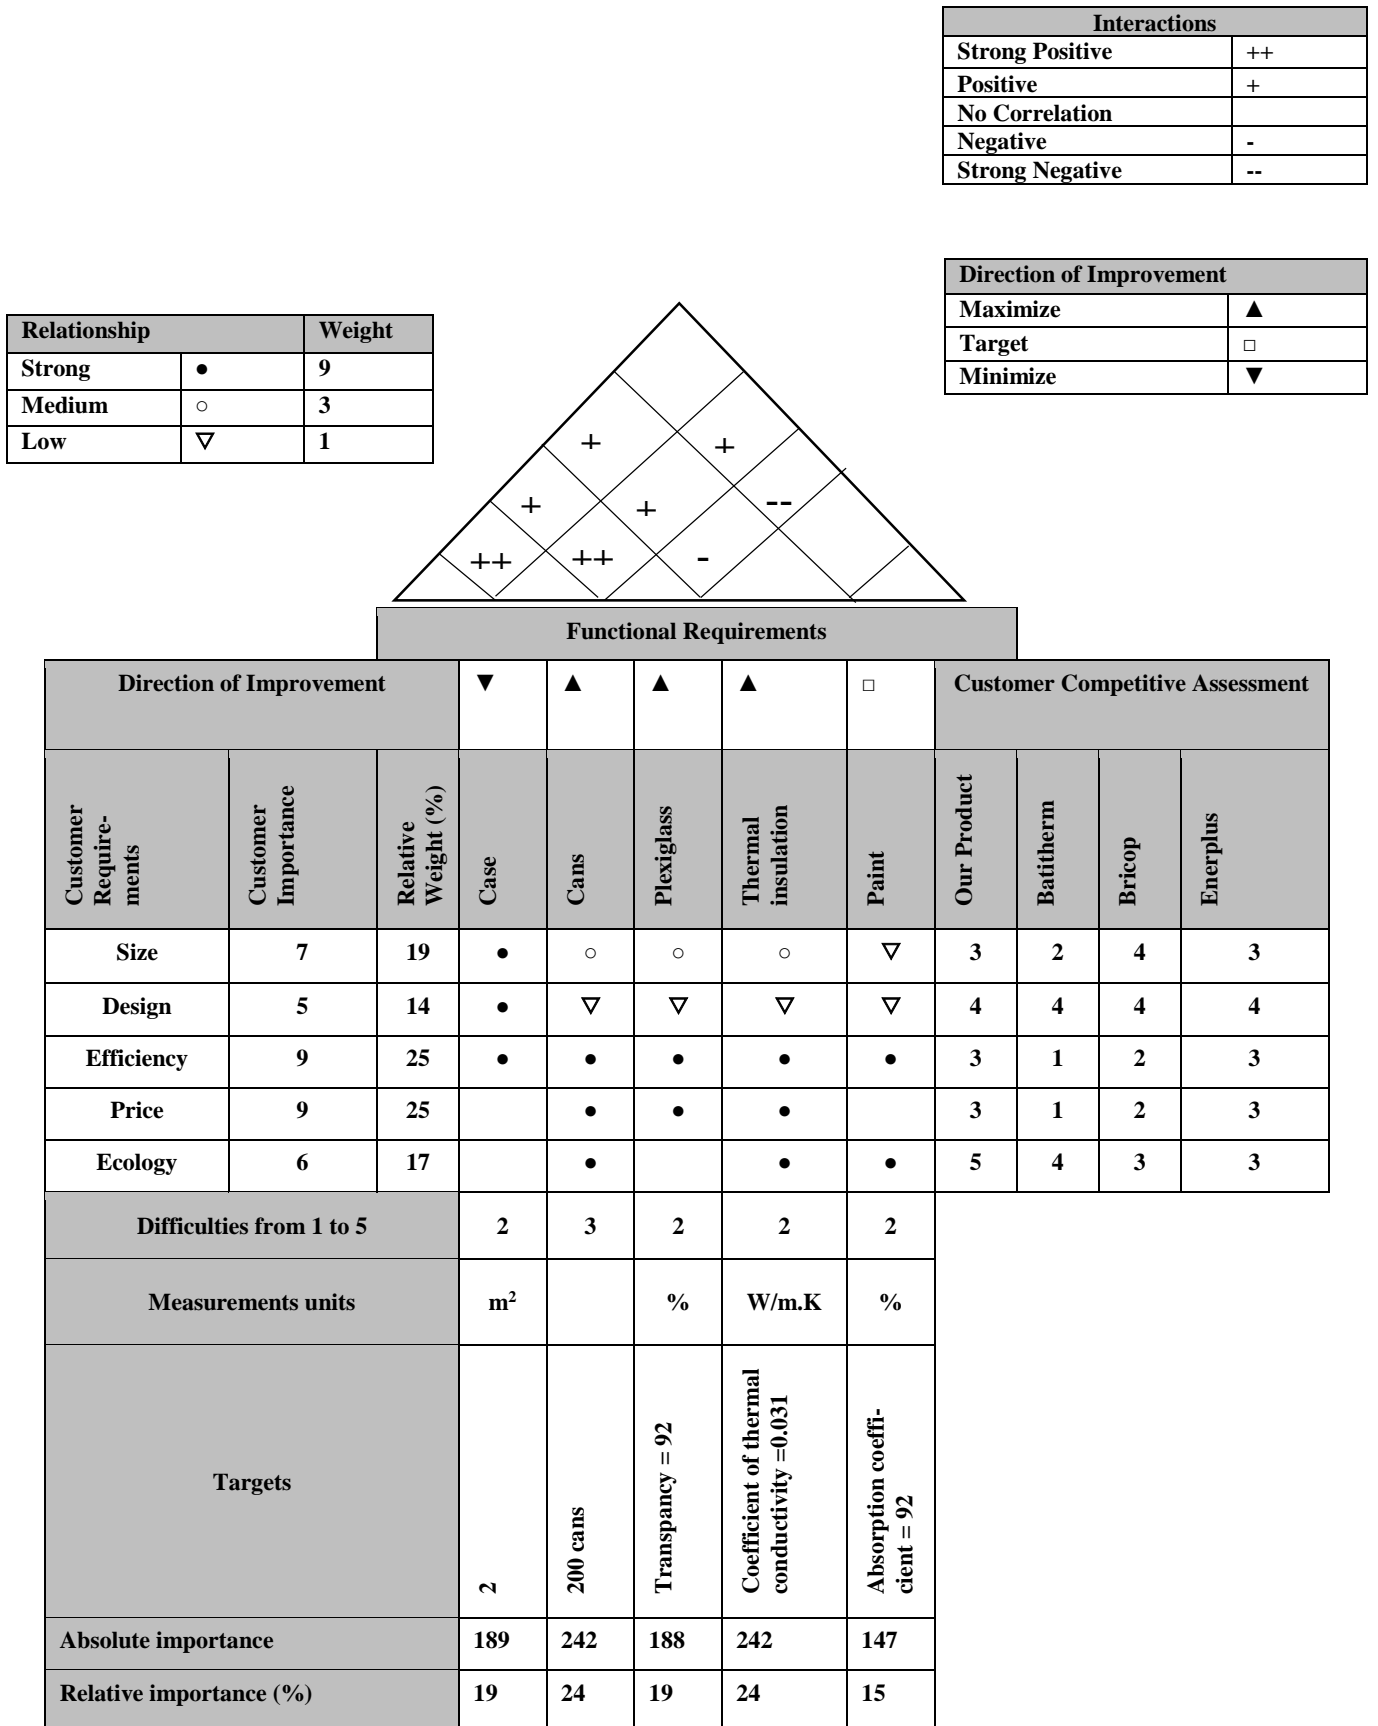 Interactions
Strong Positive ++
Positive +
No Correlation
Negative -
Strong Negative --
Direction of Improvement
Maximize ▲
Target □
Minimize ▼
Relationship Weight
Strong ● 9
Medium ○ 3
Low ▽ 1
+ +
+ + --
++ ++ -
Functional Requirements
Direction of Improvement ▼ ▲ ▲ ▲ □ Customer Competitive Assessment
Customer
Require-
ments
Customer
Importance
Relative
Weight (%)
Case
Cans
Plexiglass
Thermal
insulation
Paint
Our Product
Batitherm
Bricop
Enerplus
Size 7 19 ● ○ ○ ○ ▽ 3 2 4 3
Design 5 14 ● ▽ ▽ ▽ ▽ 4 4 4 4
Efficiency 9 25 ● ● ● ● ● 3 1 2 3
Price 9 25 ● ● ● 3 1 2 3
Ecology 6 17 ● ● ● 5 4 3 3
Difficulties from 1 to 5 2 3 2 2 2
Measurements units m² % W/m.K %
Targets
2
200 cans
Transpancy = 92
Coefficient of thermal
conductivity =0.031
Absorption coeffi-
cient = 92
Absolute importance 189 242 188 242 147
Relative importance (%) 19 24 19 24 15